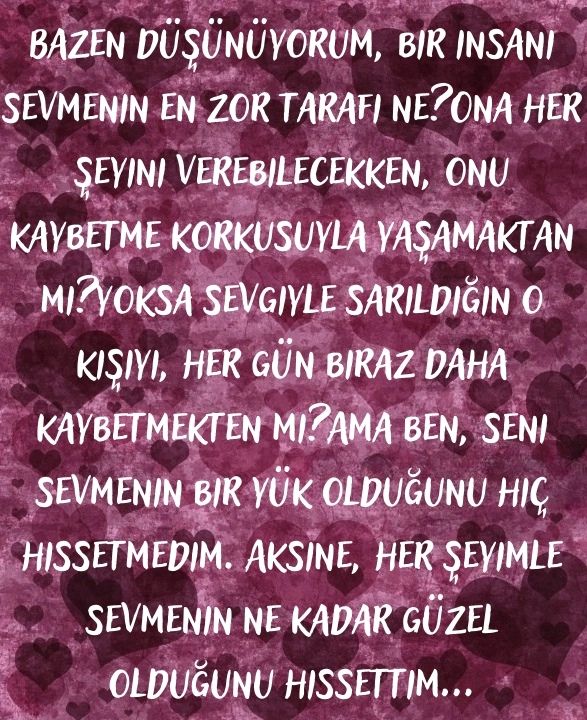 BAZEN DÜŞÜNÜYORUM, BIR INSANI
SEVMENIN EN ZOR TARAFI NE?ONA HER
ŞEYINI VEREBILECEKKEN, ONU
KAYBETME KORKUSUYLA YAŞAMAKTAN
MI?YOKSA SEVGIYLE SARILDIĞIN O
KIŞIYI, HER GÜN BIRAZ DAHA
KAYBETMEKTEN MI?AMA BEN, SENI
SEVMENIN BIR YÜK OLDUĞUNU HIÇ
HISSETMEDIM. AKSINE, HER ŞEYIMLE
SEVMENIN NE KADAR GÜZEL
OLDUĞUNU HISSETTIM...